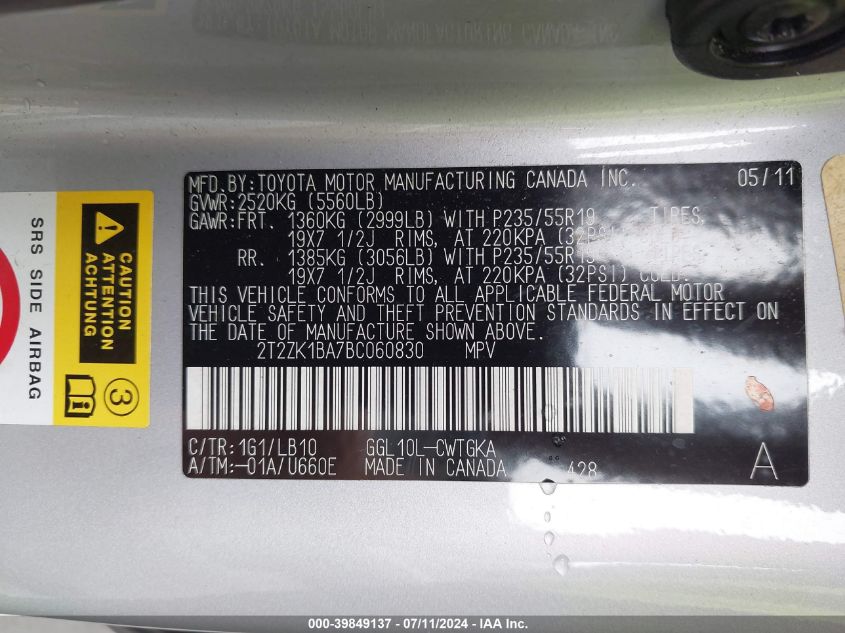 MFD. BY: TOYOTA MOTOR MANUFACTURING CANADA INC. 05/11
GVWR: 2520KG (5560LB)
GAWR: FRT. 1360KG (2999LB) WITH P235/55R19 TIRES,
19X7 1/2J RIMS, AT 220KPA (32PSI)
RR. 1385KG (3056LB) WITH P235/55R19
19X7 1/2J RIMS, AT 220KPA (32PSI) COLD.
THIS VEHICLE CONFORMS TO ALL APPLICABLE FEDERAL MOTOR
VEHICLE SAFETY AND THEFT PREVENTION STANDARDS IN EFFECT ON
THE DATE OF MANUFACTURE SHOWN ABOVE.
2T2ZK1BA7BC060830 MPV
C/TR: 1G1/LB10 GGL10L-CWTGKA
A/TM: -01A/U660E MADE IN CANADA 428 A
SRS SIDE AIRBAG
CAUTION
ATTENTION
ACHTUNG
3
000-39849137 - 07/11/2024 - IAA Inc.